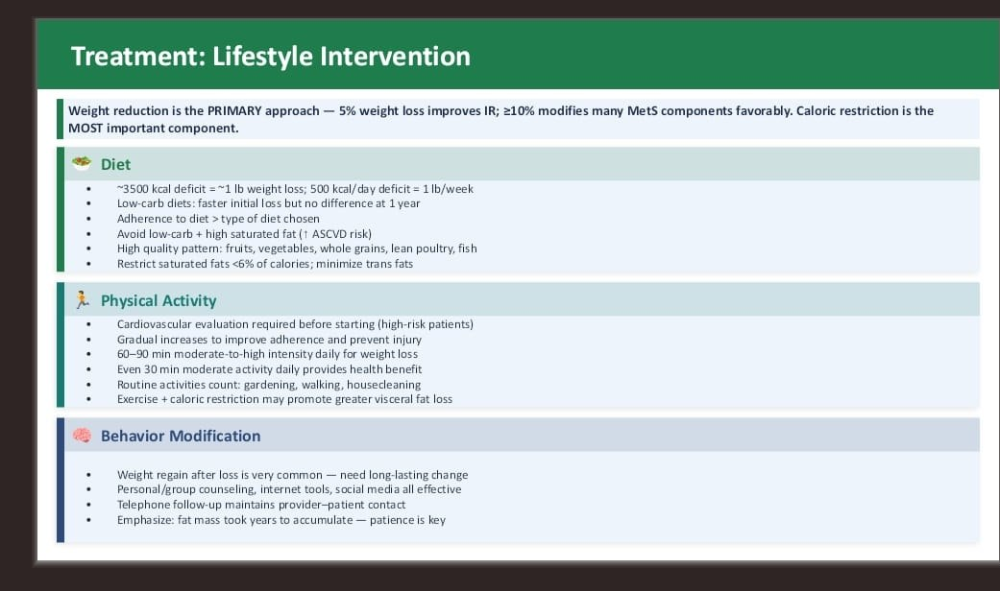 Treatment: Lifestyle Intervention
Weight reduction is the PRIMARY approach — 5% weight loss improves IR; ≥10% modifies many MetS components favorably. Caloric restriction is the
MOST important component.
Diet
• ~3500 kcal deficit = ~1 lb weight loss; 500 kcal/day deficit = 1 lb/week
• Low-carb diets: faster initial loss but no difference at 1 year
• Adherence to diet > type of diet chosen
• Avoid low-carb + high saturated fat (↑ ASCVD risk)
• High quality pattern: fruits, vegetables, whole grains, lean poultry, fish
• Restrict saturated fats <6% of calories; minimize trans fats
Physical Activity
• Cardiovascular evaluation required before starting (high-risk patients)
• Gradual increases to improve adherence and prevent injury
• 60–90 min moderate-to-high intensity daily for weight loss
• Even 30 min moderate activity daily provides health benefit
• Routine activities count: gardening, walking, housecleaning
• Exercise + caloric restriction may promote greater visceral fat loss
Behavior Modification
• Weight regain after loss is very common — need long-lasting change
• Personal/group counseling, internet tools, social media all effective
• Telephone follow-up maintains provider–patient contact
• Emphasize: fat mass took years to accumulate — patience is key